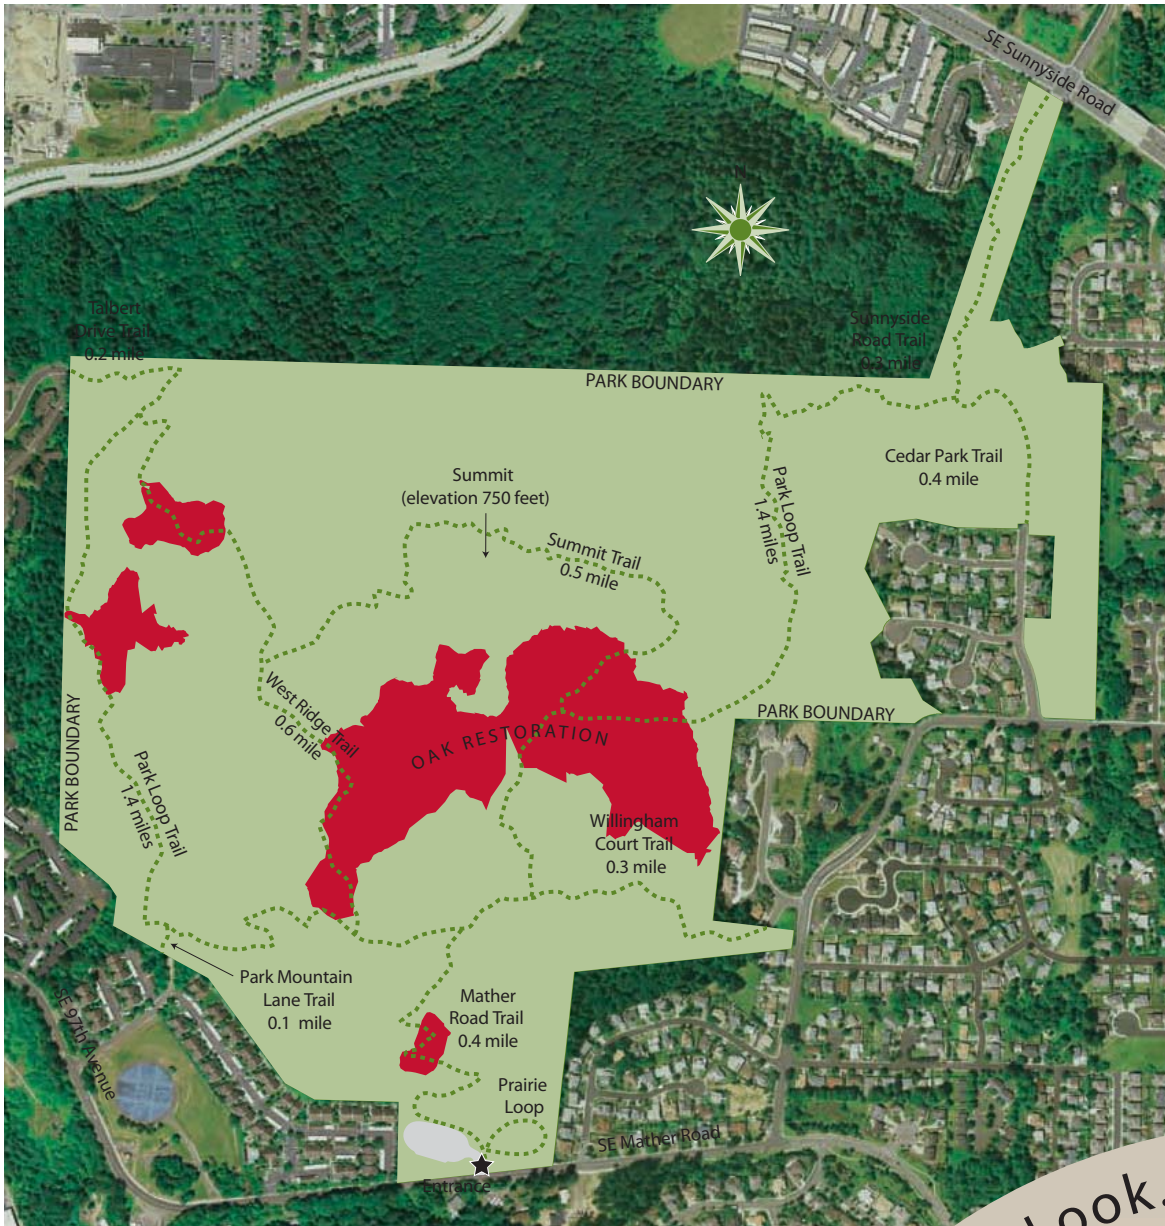 SE Sunnyside Road
N
Talbert
Drive Trail
0.2 mile
Sunnyside
Road Trail
0.3 mile
PARK BOUNDARY
Summit
(elevation 750 feet)
Cedar Park Trail
0.4 mile
Park Loop Trail
1.4 miles
Summit Trail
0.5 mile
West Ridge Trail
0.6 mile
PARK BOUNDARY
PARK BOUNDARY
OAK RESTORATION
Park Loop Trail
1.4 miles
Willingham
Court Trail
0.3 mile
Park Mountain
Lane Trail
0.1 mile
Mather
Road Trail
0.4 mile
SE 97th Avenue
Prairie
Loop
SE Mather Road
Entrance
Look.